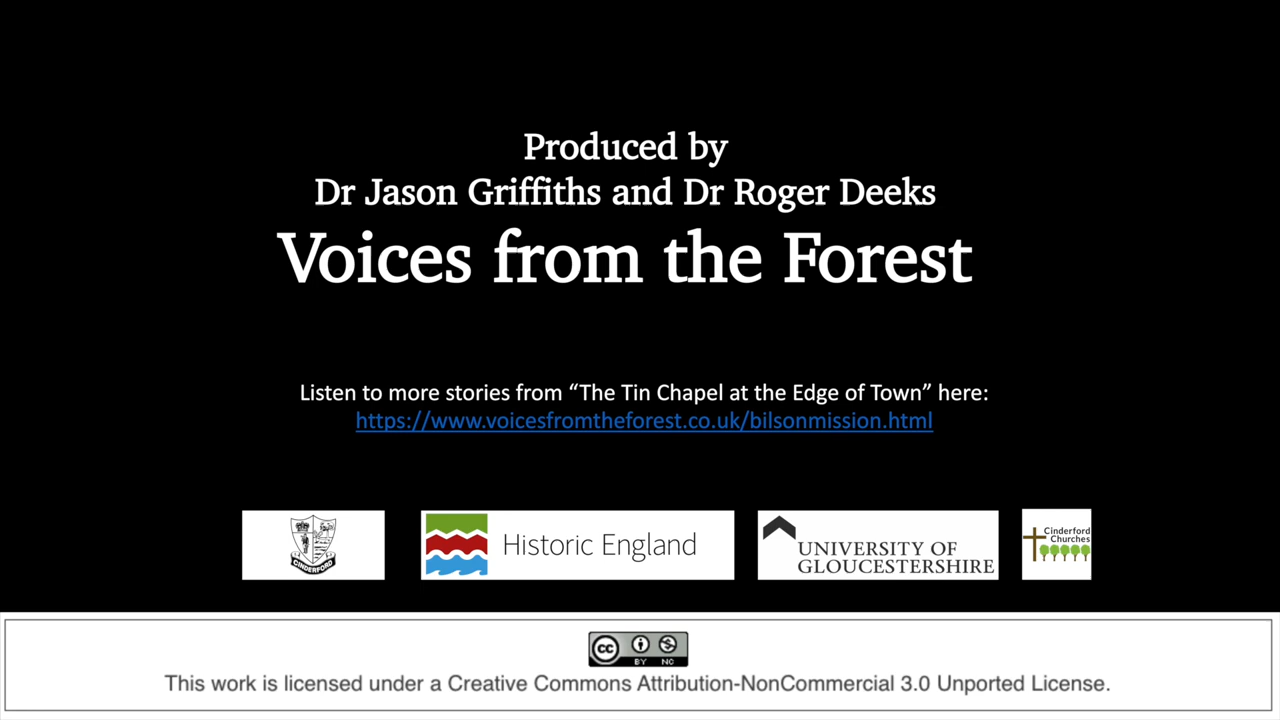 Produced by
Dr Jason Griffiths and Dr Roger Deeks
Voices from the Forest
Listen to more stories from “The Tin Chapel at the Edge of Town” here:
https://www.voicesfromtheforest.co.uk/bilsonmission.html
CINDERFORD
Historic England
UNIVERSITY OF
GLOUCESTERSHIRE
Cinderford
Churches
cc
BY NC
This work is licensed under a Creative Commons Attribution-NonCommercial 3.0 Unported License.